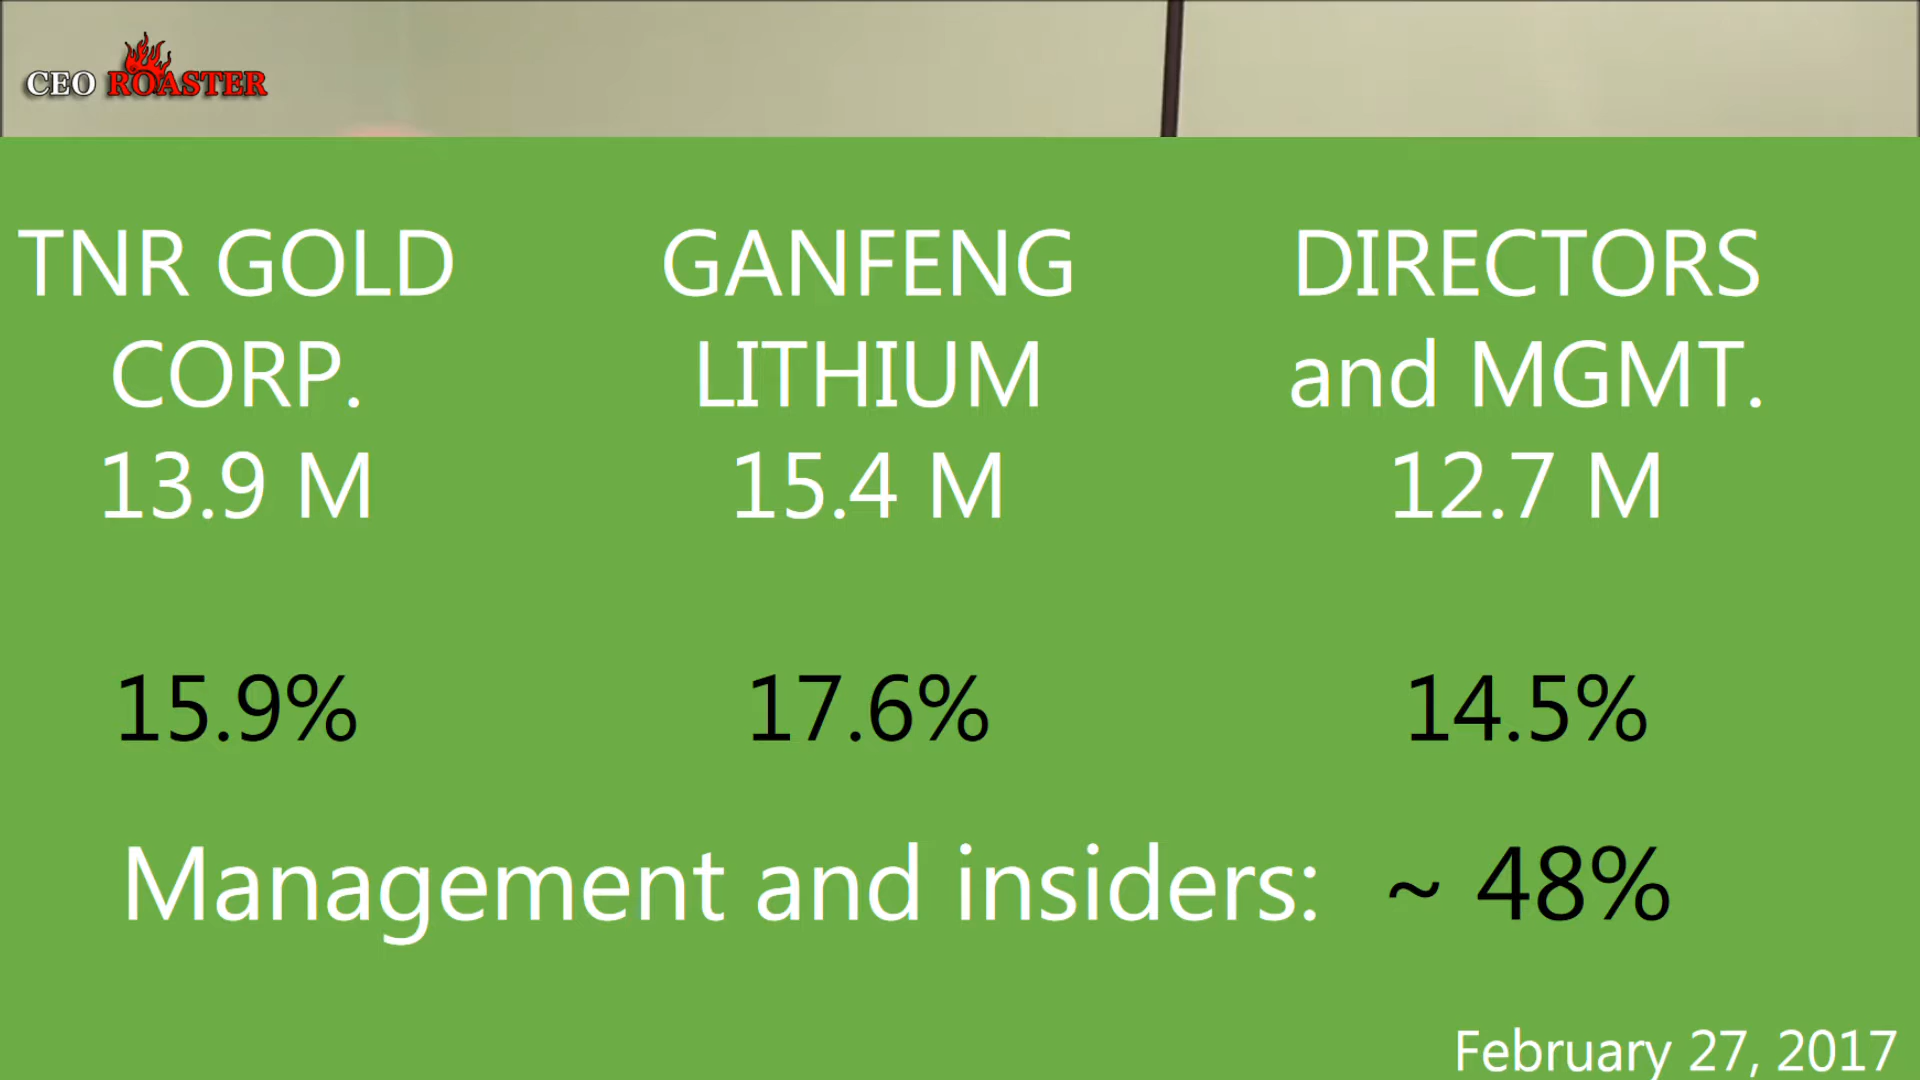 CEO ROASTER
TNR GOLD
CORP.
13.9 M
15.9%
GANFENG
LITHIUM
15.4 M
17.6%
DIRECTORS
and MGMT.
12.7 M
14.5%
Management and insiders: ~ 48%
February 27, 2017